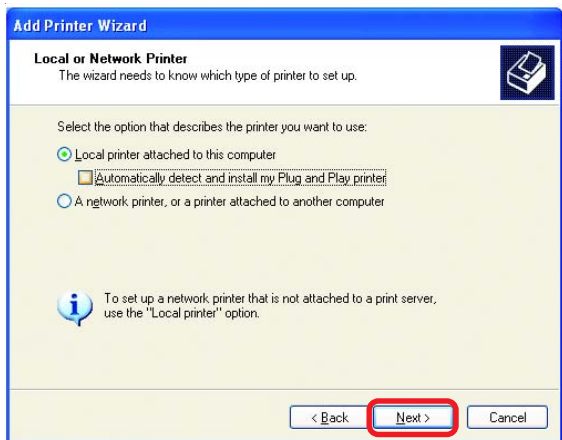 Add Printer Wizard
Local or Network Printer
The wizard needs to know which type of printer to set up.
Select the option that describes the printer you want to use:
Local printer attached to this computer
Automatically detect and install my Plug and Play printer
A network printer, or a printer attached to another computer
To set up a network printer that is not attached to a print server,
use the "Local printer" option.
< Back
Next >
Cancel